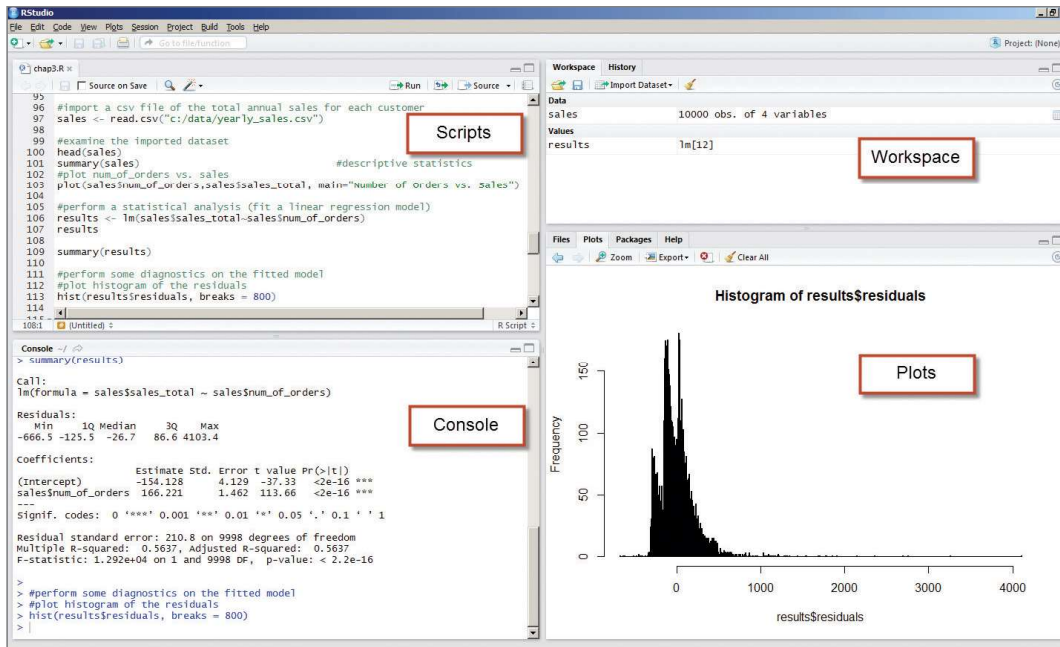 RStudio
File Edit Code View Plots Session Project Build Tools Help
Go to file/function
Project: (None)
chap3.R
Source on Save
Run
Source
95
96 #import a csv file of the total annual sales for each customer
97 sales <- read.csv("c:/data/yearly_sales.csv")
98
99 #examine the imported dataset
100 head(sales)
101 summary(sales) #descriptive statistics
102 #plot num_of_orders vs. sales
103 plot(sales$num_of_orders,sales$sales_total, main="Number of Orders vs. Sales")
104
105 #perform a statistical analysis (fit a linear regression model)
106 results <- lm(sales$sales_total~sales$num_of_orders)
107 results
108
109 summary(results)
110
111 #perform some diagnostics on the fitted model
112 #plot histogram of the residuals
113 hist(results$residuals, breaks = 800)
114
115
108:1 (Untitled) R Script
Scripts
Console ~/
> summary(results)
Call:
lm(formula = sales$sales_total ~ sales$num_of_orders)
Residuals:
Min 1Q Median 3Q Max
-666.5 -125.5 -26.7 86.6 4103.4
Coefficients:
Estimate Std. Error t value Pr(>|t|)
(Intercept) -154.128 4.129 -37.33 <2e-16 ***
sales$num_of_orders 166.221 1.462 113.66 <2e-16 ***
---
Signif. codes: 0 ‘***’ 0.001 ‘**’ 0.01 ‘*’ 0.05 ‘.’ 0.1 ‘ ’ 1
Residual standard error: 210.8 on 9998 degrees of freedom
Multiple R-squared: 0.5637, Adjusted R-squared: 0.5637
F-statistic: 1.292e+04 on 1 and 9998 DF, p-value: < 2.2e-16
>
> #perform some diagnostics on the fitted model
> #plot histogram of the residuals
> hist(results$residuals, breaks = 800)
>
Console
Workspace History
Import Dataset
Data
sales 10000 obs. of 4 variables
Values
results lm[12]
Workspace
Files Plots Packages Help
Zoom Export Clear All
Histogram of results$residuals
Plots
Frequency
150
100
50
0
0 1000 2000 3000 4000
results$residuals